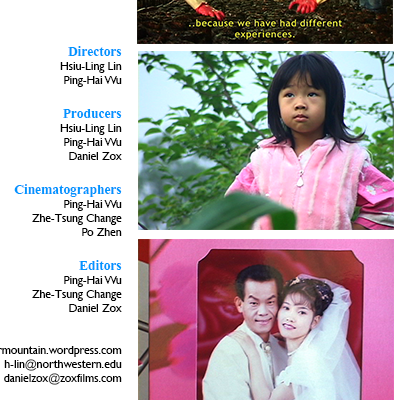 ..because we have had different
experiences.
Directors
Hsiu-Ling Lin
Ping-Hai Wu
Producers
Hsiu-Ling Lin
Ping-Hai Wu
Daniel Zox
Cinematographers
Ping-Hai Wu
Zhe-Tsung Change
Po Zhen
Editors
Ping-Hai Wu
Zhe-Tsung Change
Daniel Zox
rmountain.wordpress.com
h-lin@northwestern.edu
danielzox@zoxfilms.com